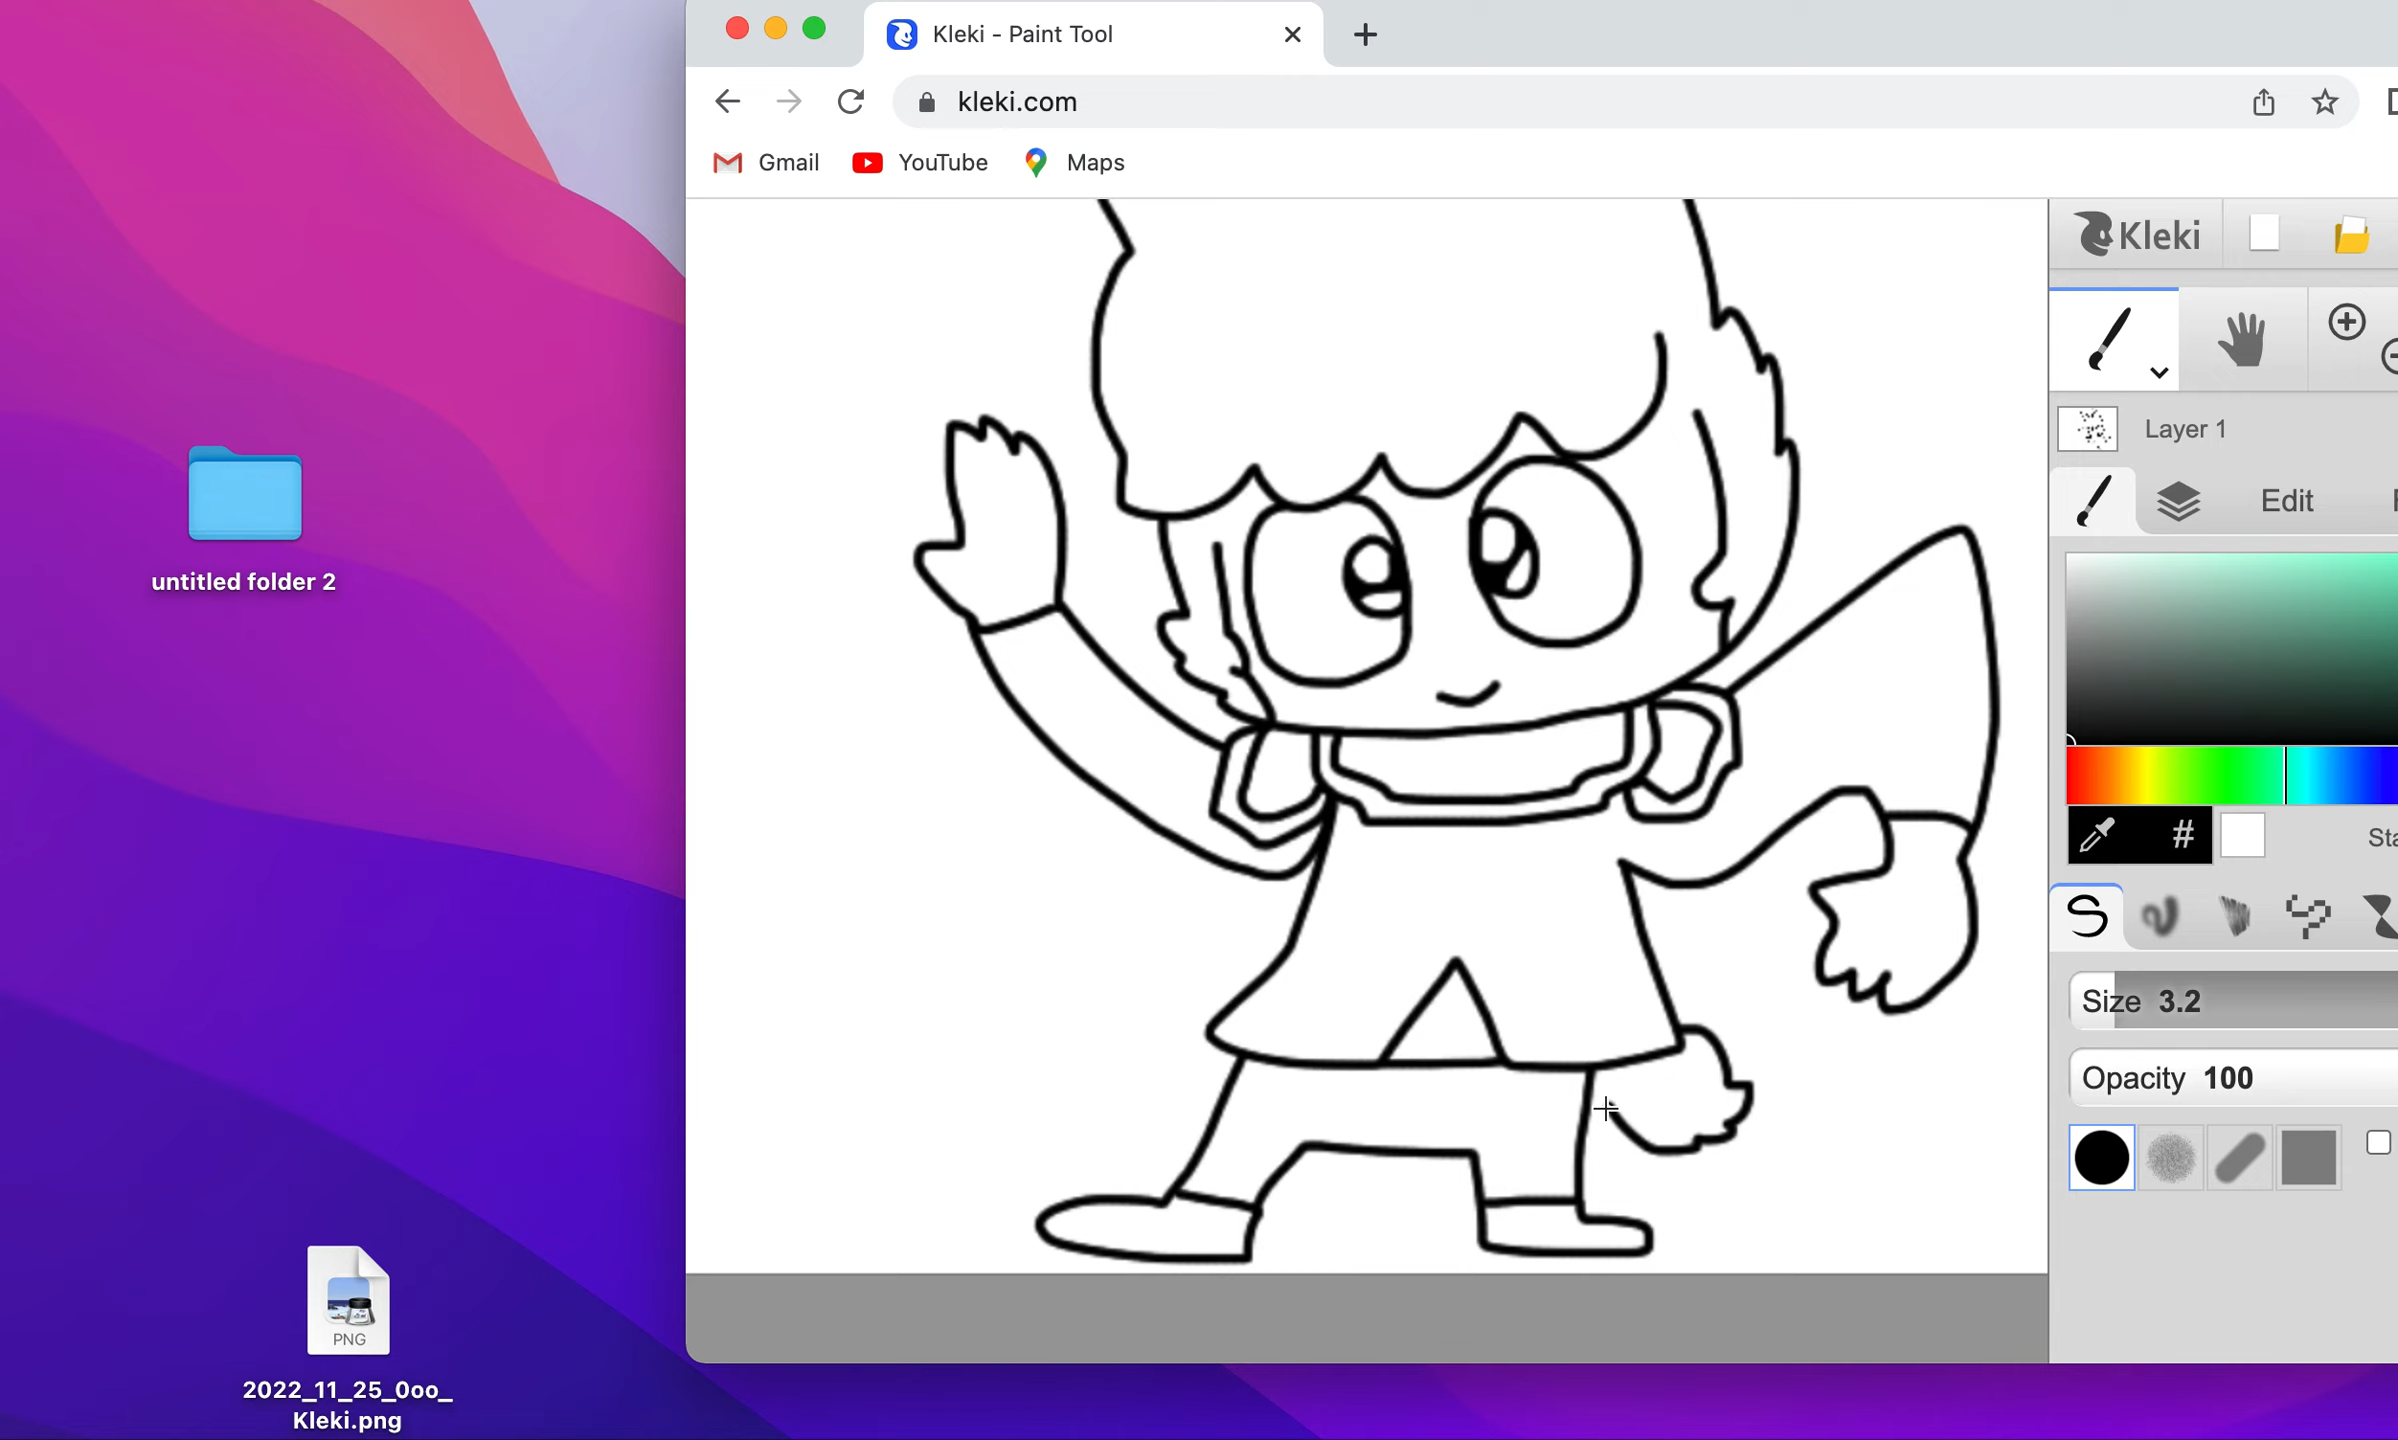 Kleki - Paint Tool
kleki.com
Gmail YouTube Maps
Kleki
Layer 1
Edit
#
Size 3.2
Opacity 100
untitled folder 2
PNG
2022_11_25_0oo_
Kleki.png